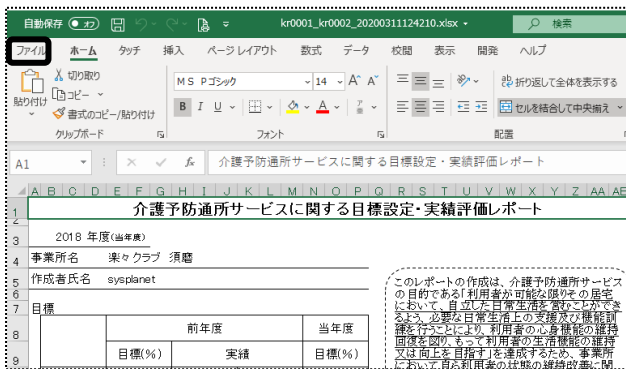 自動保存 オフ kr0001_kr0002_20200311124210.xlsx 検索
ファイル ホーム タッチ 挿入 ページ レイアウト 数式 データ 校閲 表示 開発 ヘルプ
貼り付け
切り取り
コピー
書式のコピー/貼り付け
クリップボード
MS Pゴシック 14 A A
B I U A
フォント
ab 折り返して全体を表示する
セルを結合して中央揃え
配置
A1 fx 介護予防通所サービスに関する目標設定・実績評価レポート
A B C D E F G H I J K L M N O P Q R S T U V W X Y Z AA AE
1 介護予防通所サービスに関する目標設定・実績評価レポート
2
3 2018 年度(当年度)
4 事業所名 楽々クラブ 須磨
5 作成者氏名 sysplanet
6
7 目標
8 前年度 当年度
9 目標(%) 実績 目標(%)
このレポートの作成は、介護予防通所サービス
の目的である「利用者が可能な限りその居宅
において、自立した日常生活を営むことができ
るよう、必要な日常生活上の支援及び機能訓
練を行うことにより、利用者の心身機能の維持
回復を図り、もって利用者の生活機能の維持
又は向上を目指す」を達成するため、事業所
において自ら利用者の状態の維持改善に関